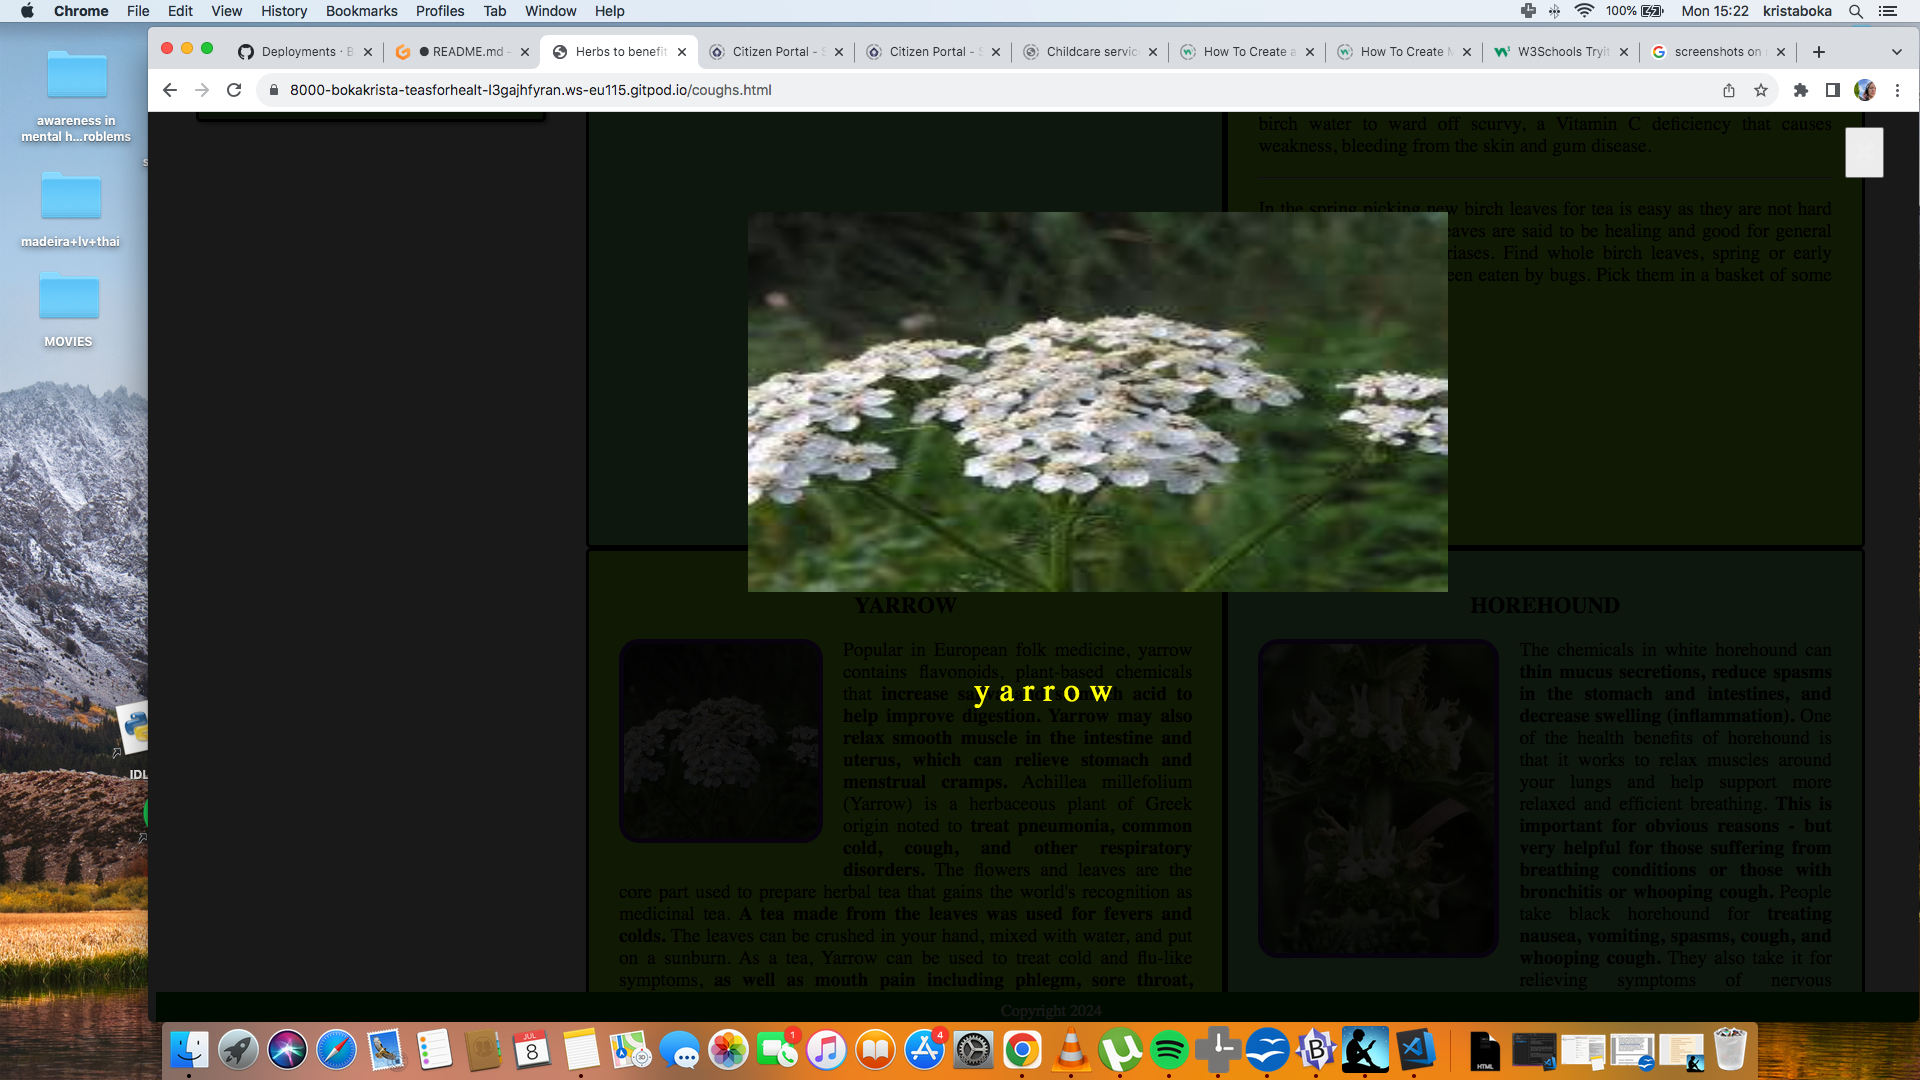 Chrome File Edit View History Bookmarks Profiles Tab Window Help
100% Mon 15:22 kristaboka
Deployments · B
README.md -
Herbs to benefit
Citizen Portal - S
Citizen Portal - S
Childcare servic
How To Create a
How To Create M
W3Schools Tryit
screenshots on
8000-bokakrista-teasforhealt-l3gajhfyran.ws-eu115.gitpod.io/coughs.html
awareness in
mental h...roblems
madeira+lv+thai
MOVIES
IDL
birch water to ward off scurvy, a Vitamin C deficiency that causes
weakness, bleeding from the skin and gum disease.
In the spring picking new birch leaves for tea is easy as they are not hard
eaves are said to be healing and good for general
riases. Find whole birch leaves, spring or early
een eaten by bugs. Pick them in a basket of some
YARROW
Popular in European folk medicine, yarrow
contains flavonoids, plant-based chemicals
that increase acid to
yarrow
help improve digestion. Yarrow may also
relax smooth muscle in the intestine and
uterus, which can relieve stomach and
menstrual cramps. Achillea millefolium
(Yarrow) is a herbaceous plant of Greek
origin noted to treat pneumonia, common
cold, cough, and other respiratory
disorders. The flowers and leaves are the
core part used to prepare herbal tea that gains the world's recognition as
medicinal tea. A tea made from the leaves was used for fevers and
colds. The leaves can be crushed in your hand, mixed with water, and put
on a sunburn. As a tea, Yarrow can be used to treat cold and flu-like
symptoms, as well as mouth pain including phlegm, sore throat,
HOREHOUND
The chemicals in white horehound can
thin mucus secretions, reduce spasms
in the stomach and intestines, and
decrease swelling (inflammation). One
of the health benefits of horehound is
that it works to relax muscles around
your lungs and help support more
relaxed and efficient breathing. This is
important for obvious reasons - but
very helpful for those suffering from
breathing conditions or those with
bronchitis or whooping cough. People
take black horehound for treating
nausea, vomiting, spasms, cough, and
whooping cough. They also take it for
relieving symptoms of nervous
Copyright 2024
JUL
8
1
4
HTML